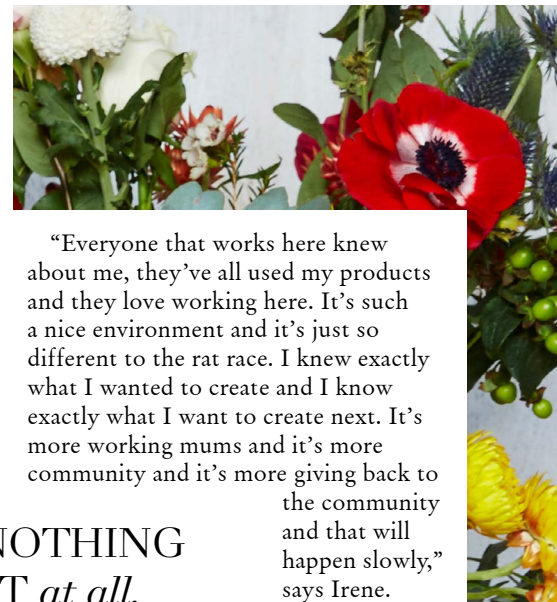 “Everyone that works here knew
about me, they’ve all used my products
and they love working here. It’s such
a nice environment and it’s just so
different to the rat race. I knew exactly
what I wanted to create and I know
exactly what I want to create next. It’s
more working mums and it’s more
community and it’s more giving back to
the community
and that will
happen slowly,”
says Irene.
NOTHING
T at all.